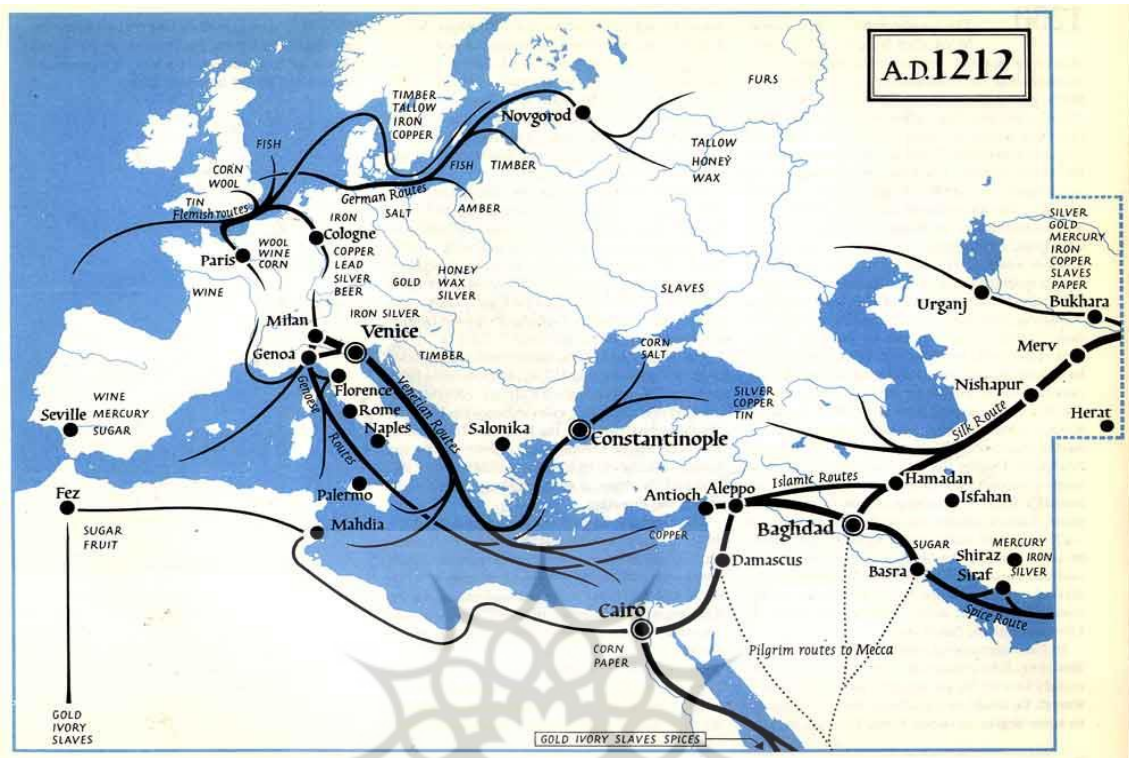 A.D.1212
FURS
TIMBER
TALLOW
IRON
COPPER
Novgorod
FISH
FISH
TIMBER
TALLOW
HONEY
WAX
CORN
WOOL
TIN
Flemish routes
German Routes
SALT
AMBER
IRON
Cologne
COPPER
LEAD
SILVER
BEER
Paris
WOOL
WINE
CORN
WINE
GOLD
HONEY
WAX
SILVER
SLAVES
SILVER
GOLD
MERCURY
IRON
COPPER
SLAVES
PAPER
Urganj
Bukhara
Milan
IRON SILVER
Venice
Genoa
TIMBER
CORN
SALT
Merv
Florence
Genoese
Routes
Venetian Routes
Rome
Naples
Nishapur
SILVER
COPPER
TIN
Herat
WINE
Seville MERCURY
SUGAR
Salonika
Constantinople
Silk Route
Palermo
Antioch Aleppo
Islamic Routes
Hamadan
Isfahan
Fez
SUGAR
FRUIT
Mahdia
COPPER
Baghdad
SUGAR
MERCURY
Shiraz IRON
Siraf SILVER
Damascus
Basra
Spice Route
Cairo
CORN
PAPER
Pilgrim routes to Mecca
GOLD
IVORY
SLAVES
GOLD IVORY SLAVES SPICES